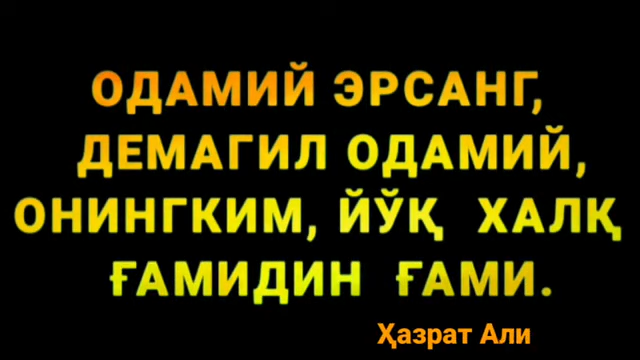 ОДАМИЙ ЭРСАНГ,
ДЕМАГИЛ ОДАМИЙ,
ОНИНГКИМ, ЙЎҚ ХАЛҚ
ҒАМИДИН ҒАМИ.
Ҳазрат Али